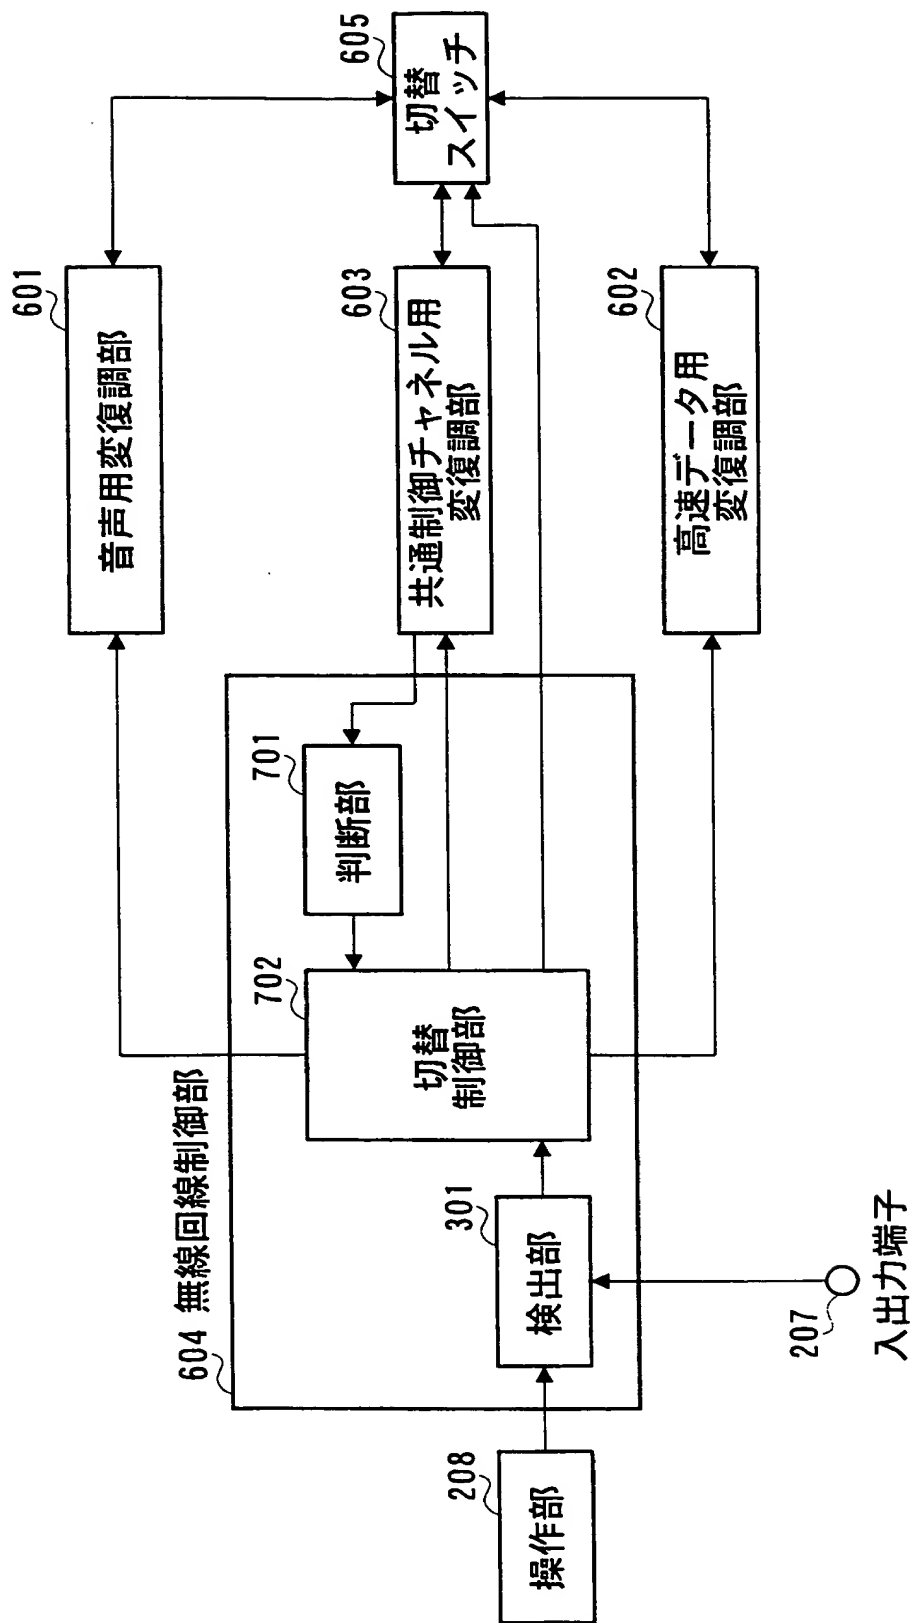 601
音声用変復調部
605
切替
スイッチ
603
共通制御チャネル用
変復調部
602
高速データ用
変復調部
604 無線回線制御部
701
判断部
702
切替
制御部
301
検出部
208
操作部
207
入出力端子